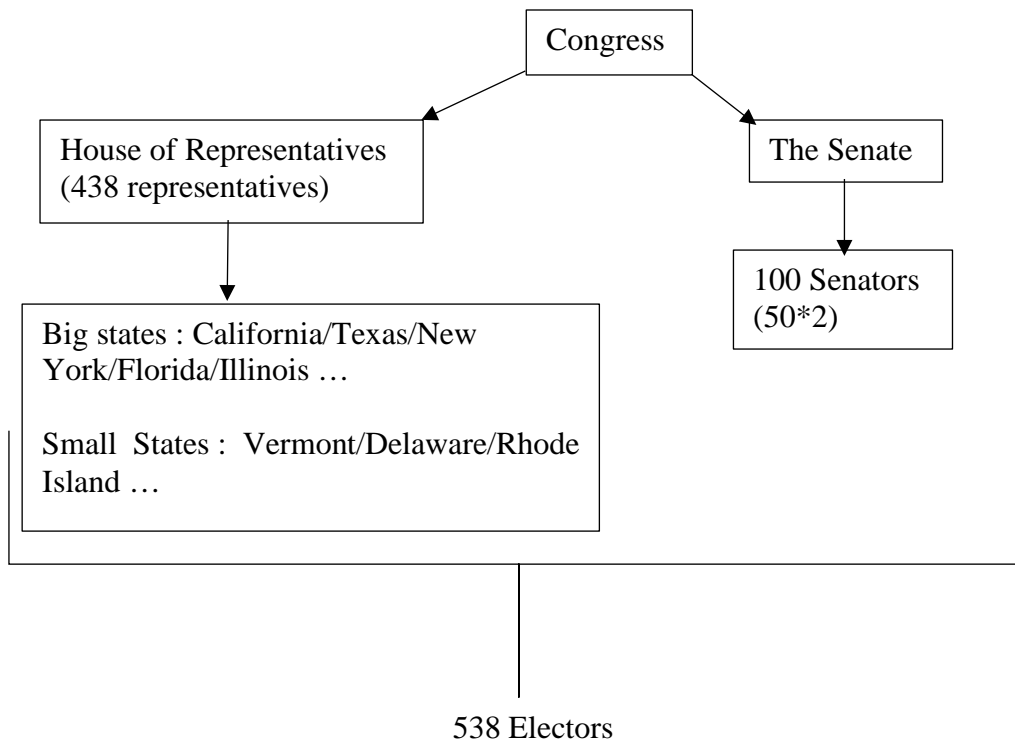 Congress
House of Representatives
(438 representatives)
The Senate
100 Senators
(50*2)
Big states : California/Texas/New
York/Florida/Illinois …
Small States : Vermont/Delaware/Rhode
Island …
538 Electors